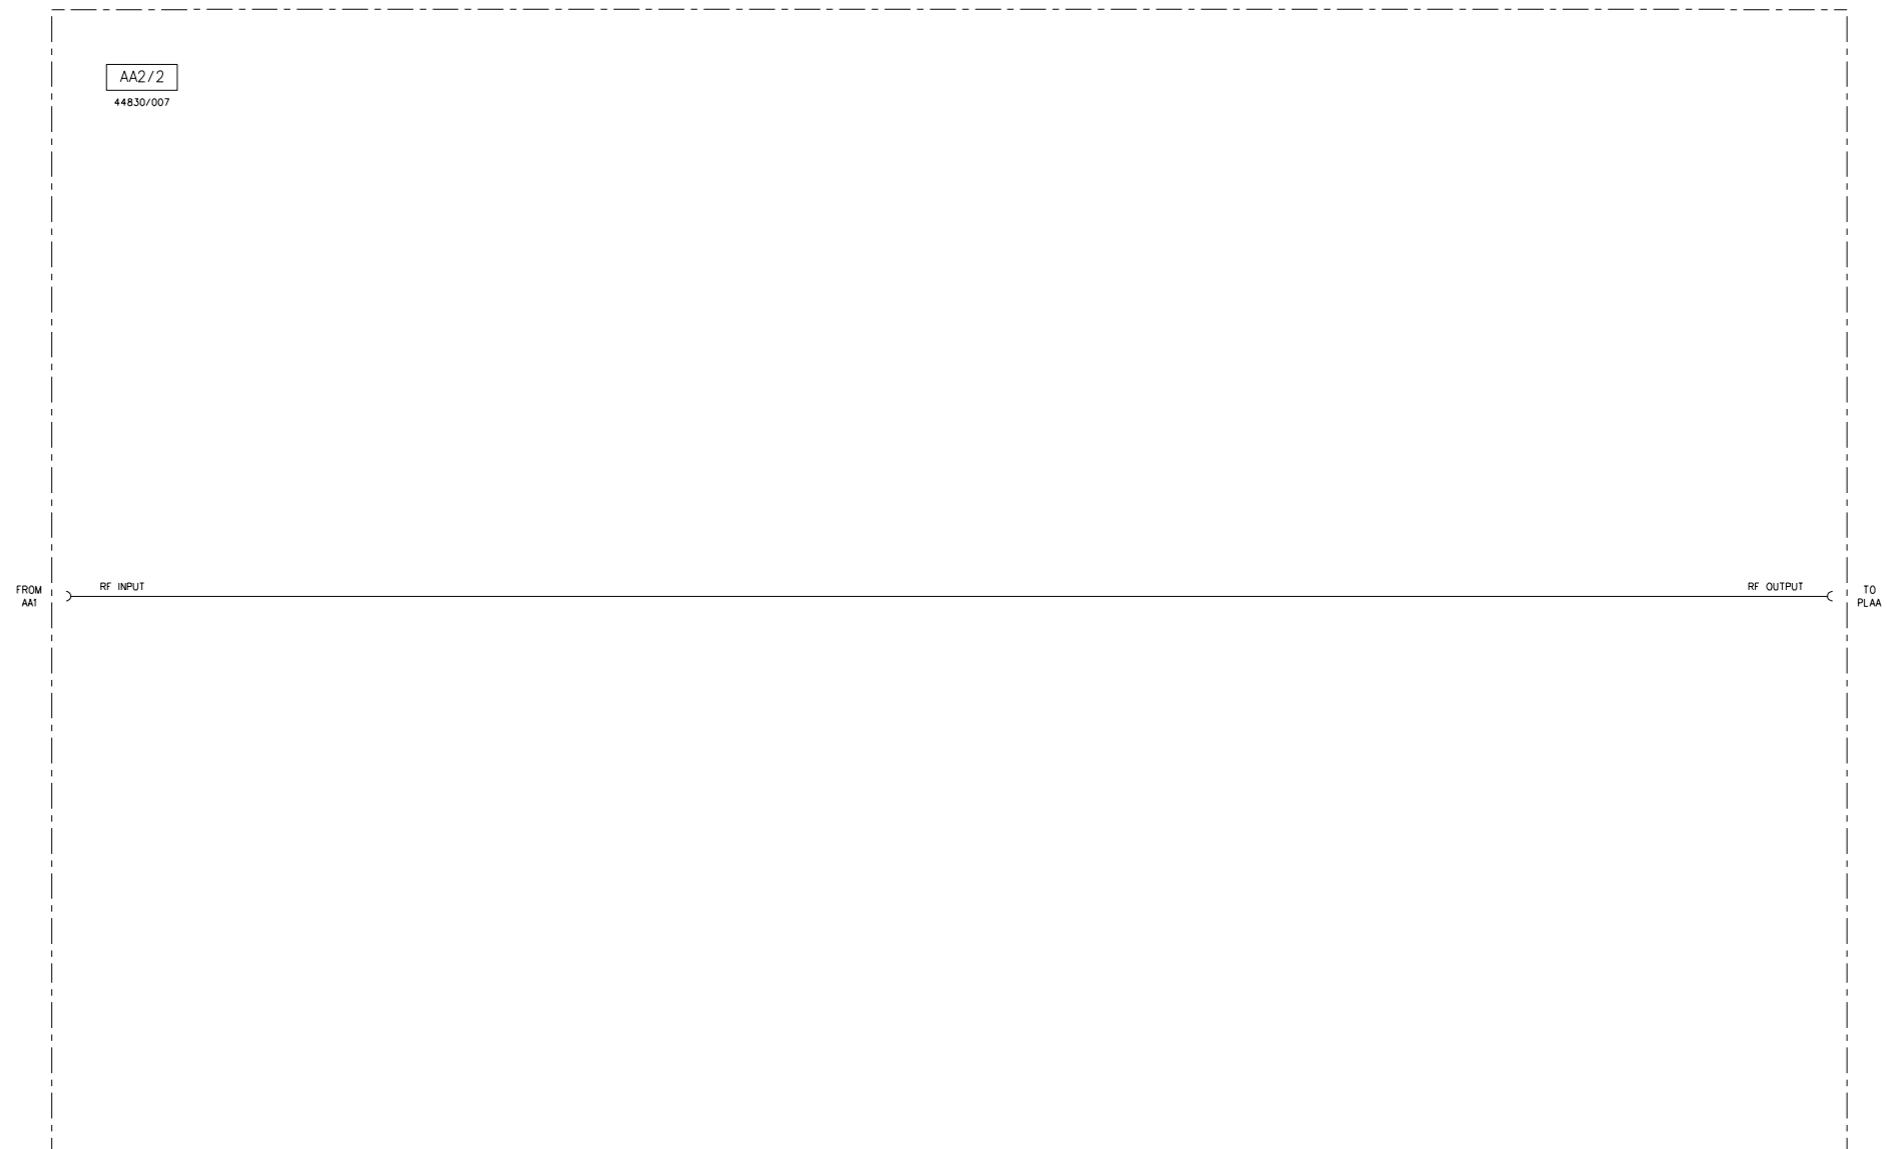 AA2/2
44830/007
RF INPUT
RF OUTPUT
FROM
AA1
TO
PLAA